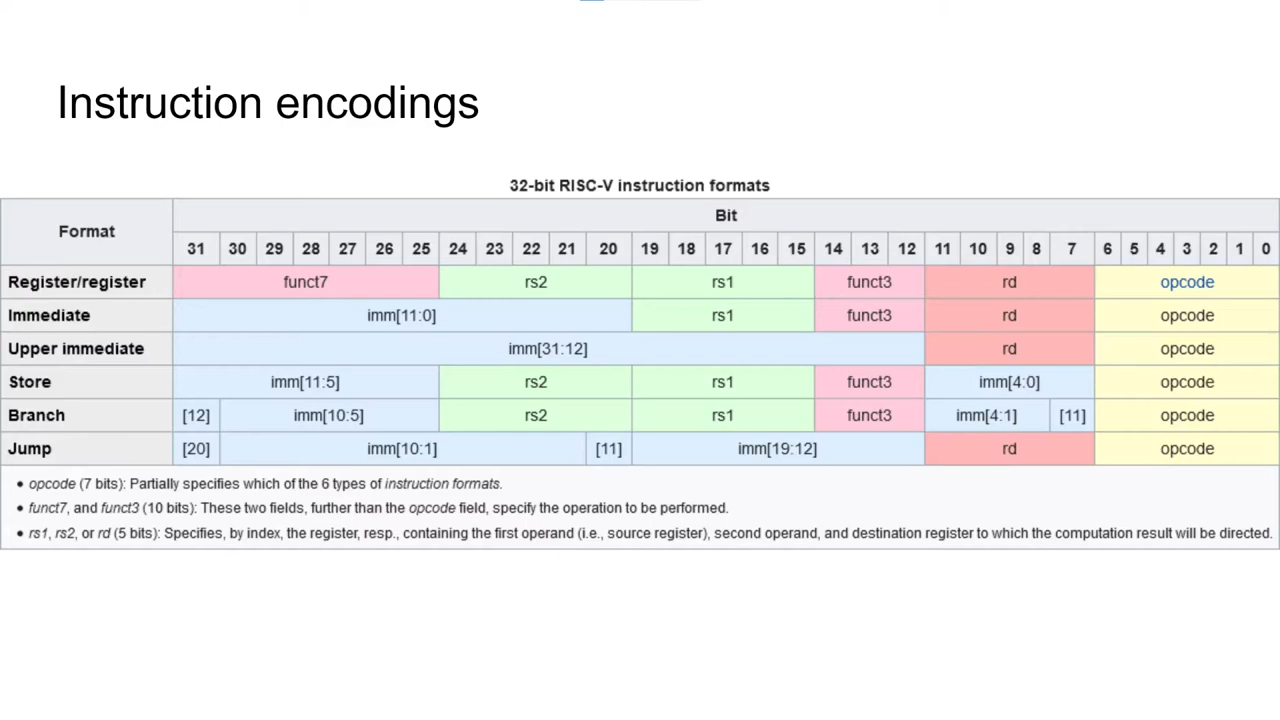 Instruction encodings
32-bit RISC-V instruction formats
Format Bit
31 30 29 28 27 26 25 24 23 22 21 20 19 18 17 16 15 14 13 12 11 10 9 8 7 6 5 4 3 2 1 0
Register/register funct7 rs2 rs1 funct3 rd opcode
Immediate imm[11:0] rs1 funct3 rd opcode
Upper immediate imm[31:12] rd opcode
Store imm[11:5] rs2 rs1 funct3 imm[4:0] opcode
Branch [12] imm[10:5] rs2 rs1 funct3 imm[4:1] [11] opcode
Jump [20] imm[10:1] [11] imm[19:12] rd opcode
• opcode (7 bits): Partially specifies which of the 6 types of instruction formats.
• funct7, and funct3 (10 bits): These two fields, further than the opcode field, specify the operation to be performed.
• rs1, rs2, or rd (5 bits): Specifies, by index, the register, resp., containing the first operand (i.e., source register), second operand, and destination register to which the computation result will be directed.